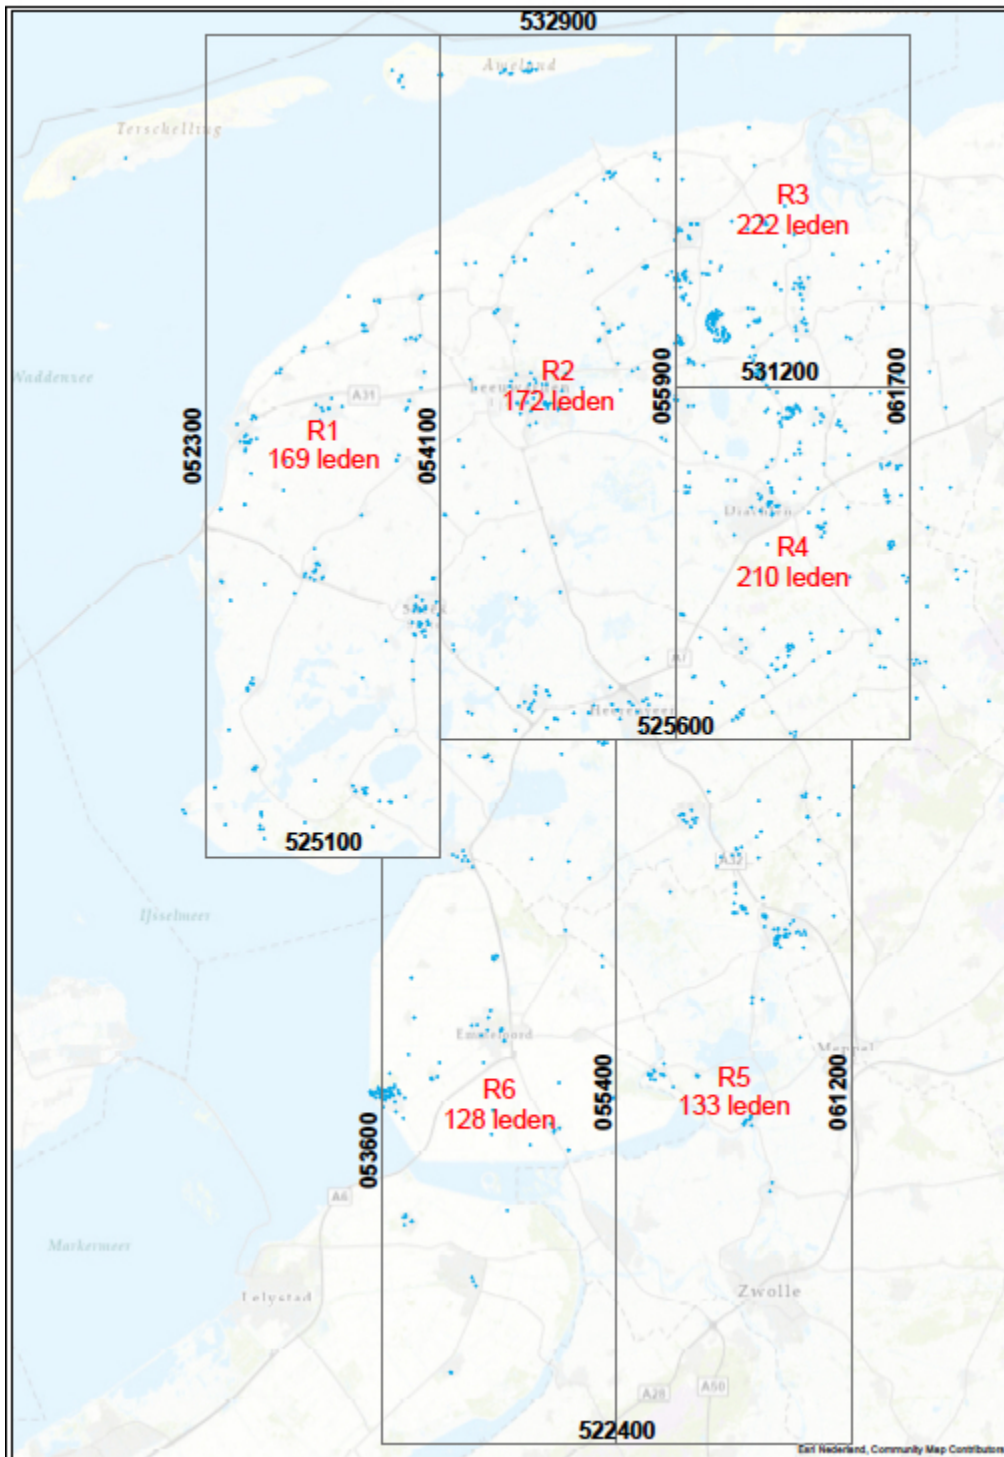 532900
Ameland
Terschelling
R3
222 leden
Waddenzee
052300
A31
R1
169 leden
054100
Leeuwarden
R2
172 leden
055900
531200
061700
Drachten
R4
210 leden
Sneek
A7
Heerenveen
525600
525100
A32
IJsselmeer
Emmeloord
Meppel
R6
128 leden
055400
R5
133 leden
061200
053600
A6
Markermeer
Lelystad
Zwolle
A28
A50
522400
Esri Nederland, Community Map Contributors